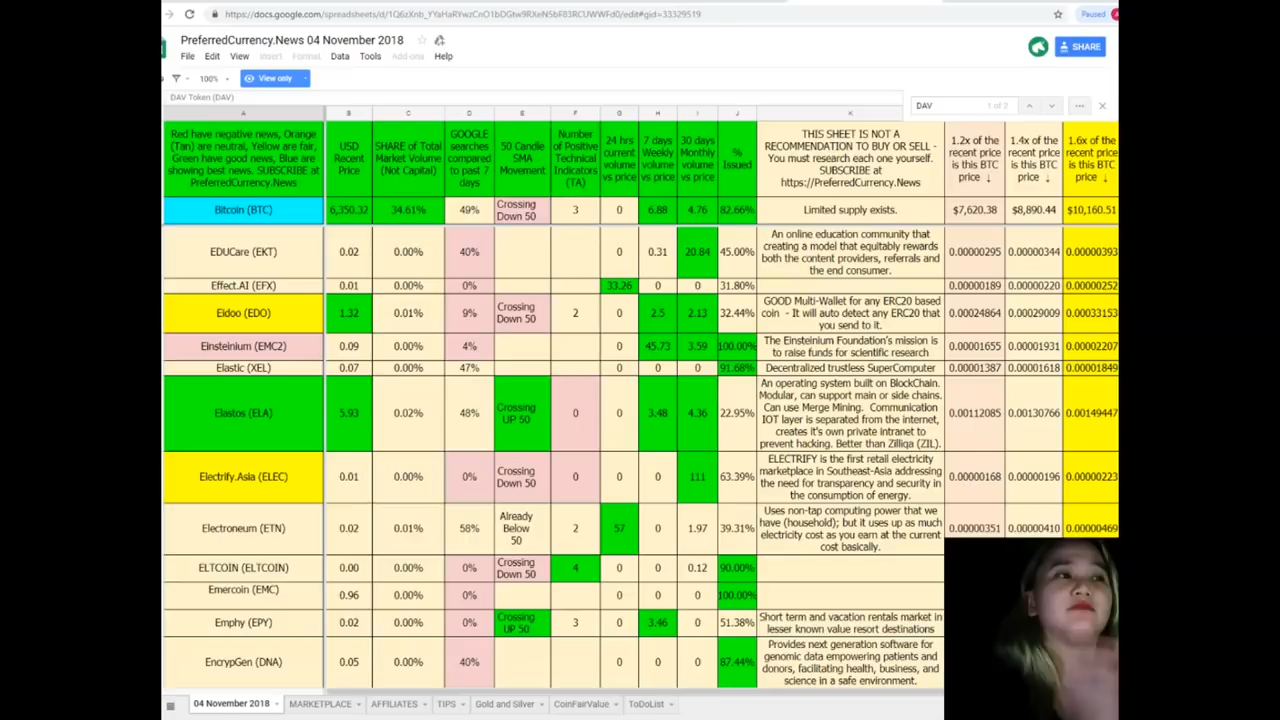 https://docs.google.com/spreadsheets/d/1Q6zXnb_YYaHaRYwzCnO1bDGtw9RXeN5bF83RCUWWFd0/edit#gid=33329519
Paused
PreferredCurrency.News 04 November 2018
File Edit View Insert Format Data Tools Add-ons Help
SHARE
100% View only
DAV Token (DAV)
DAV 1 of 2
A B C D E F G H I J K
Red have negative news, Orange (Tan) are neutral, Yellow are fair, Green have good news, Blue are showing best news. SUBSCRIBE at PreferredCurrency.News
USD Recent Price
SHARE of Total Market Volume (Not Capital)
GOOGLE searches compared to past 7 days
50 Candle SMA Movement
Number of Positive Technical Indicators (TA)
24 hrs current volume vs price
7 days Weekly volume vs price
30 days Monthly volume vs price
% Issued
THIS SHEET IS NOT A RECOMMENDATION TO BUY OR SELL - You must research each one yourself. SUBSCRIBE at https://PreferredCurrency.News
1.2x of the recent price is this BTC price ↓
1.4x of the recent price is this BTC price ↓
1.6x of the recent price is this BTC price ↓
Bitcoin (BTC) 6,350.32 34.61% 49% Crossing Down 50 3 0 6.88 4.76 82.66% Limited supply exists. $7,620.38 $8,890.44 $10,160.51
EDUCare (EKT) 0.02 0.00% 40% 0 0.31 20.84 45.00% An online education community that creating a model that equitably rewards both the content providers, referrals and the end consumer. 0.00000295 0.00000344 0.00000393
Effect.AI (EFX) 0.01 0.00% 0% 33.26 0 0 31.80% 0.00000189 0.00000220 0.00000252
Eidoo (EDO) 1.32 0.01% 9% Crossing Down 50 2 0 2.5 2.13 32.44% GOOD Multi-Wallet for any ERC20 based coin - It will auto detect any ERC20 that you send to it. 0.00024864 0.00029009 0.00033153
Einsteinium (EMC2) 0.09 0.00% 4% 0 45.73 3.59 100.00% The Einsteinium Foundation's mission is to raise funds for scientific research 0.00001655 0.00001931 0.00002207
Elastic (XEL) 0.07 0.00% 47% 0 0 0 91.68% Decentralized trustless SuperComputer 0.00001387 0.00001618 0.00001849
Elastos (ELA) 5.93 0.02% 48% Crossing UP 50 0 0 3.48 4.36 22.95% An operating system built on BlockChain. Modular, can support main or side chains. Can use Merge Mining. Communication IOT layer is separated from the internet, creates it's own private intranet to prevent hacking. Better than Zilliqa (ZIL). 0.00112085 0.00130766 0.00149447
Electrify.Asia (ELEC) 0.01 0.00% 0% Crossing Down 50 0 0 0 111 63.39% ELECTRIFY is the first retail electricity marketplace in Southeast-Asia addressing the need for transparency and security in the consumption of energy. 0.00000168 0.00000196 0.00000223
Electroneum (ETN) 0.02 0.01% 58% Already Below 50 2 57 0 1.97 39.31% Uses non-tap computing power that we have (household); but it uses up as much electricity cost as you earn at the current cost basically. 0.00000351 0.00000410 0.00000469
ELTCOIN (ELTCOIN) 0.00 0.00% 0% Crossing Down 50 4 0 0 0.12 90.00%
Emercoin (EMC) 0.96 0.00% 0% 0 0 0 100.00%
Emphy (EPY) 0.02 0.00% 0% Crossing UP 50 3 0 3.46 0 51.38% Short term and vacation rentals market in lesser known value resort destinations
EncrypGen (DNA) 0.05 0.00% 40% 0 0 0 87.44% Provides next generation software for genomic data empowering patients and donors, facilitating health, business, and science in a safe environment.
04 November 2018 MARKETPLACE AFFILIATES TIPS Gold and Silver CoinFairValue ToDoList